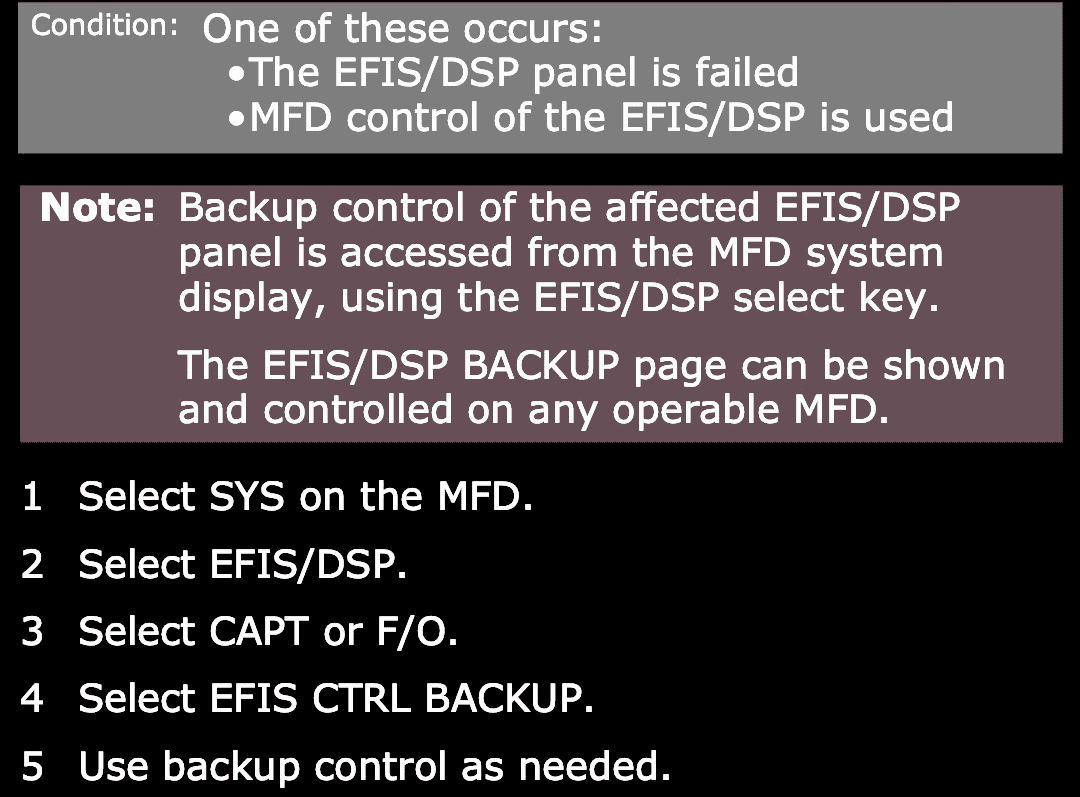 Condition: One of these occurs:
•The EFIS/DSP panel is failed
•MFD control of the EFIS/DSP is used
Note: Backup control of the affected EFIS/DSP
panel is accessed from the MFD system
display, using the EFIS/DSP select key.
The EFIS/DSP BACKUP page can be shown
and controlled on any operable MFD.
1 Select SYS on the MFD.
2 Select EFIS/DSP.
3 Select CAPT or F/O.
4 Select EFIS CTRL BACKUP.
5 Use backup control as needed.